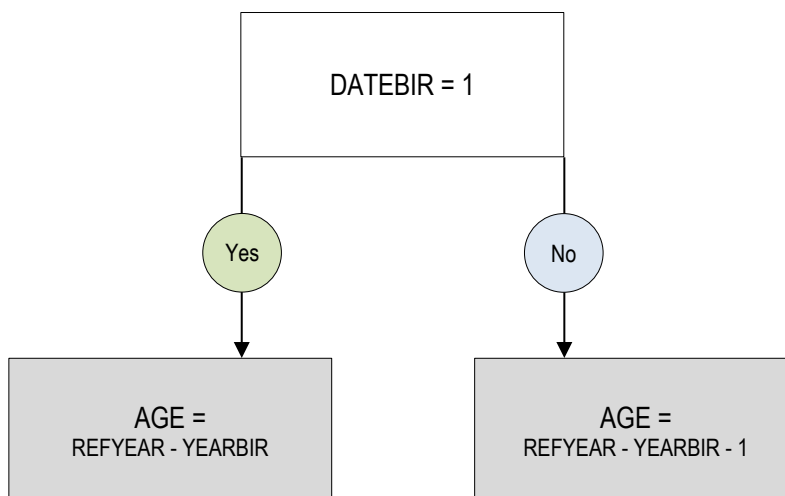 DATEBIR = 1
Yes
No
AGE =
REFYEAR - YEARBIR
AGE =
REFYEAR - YEARBIR - 1